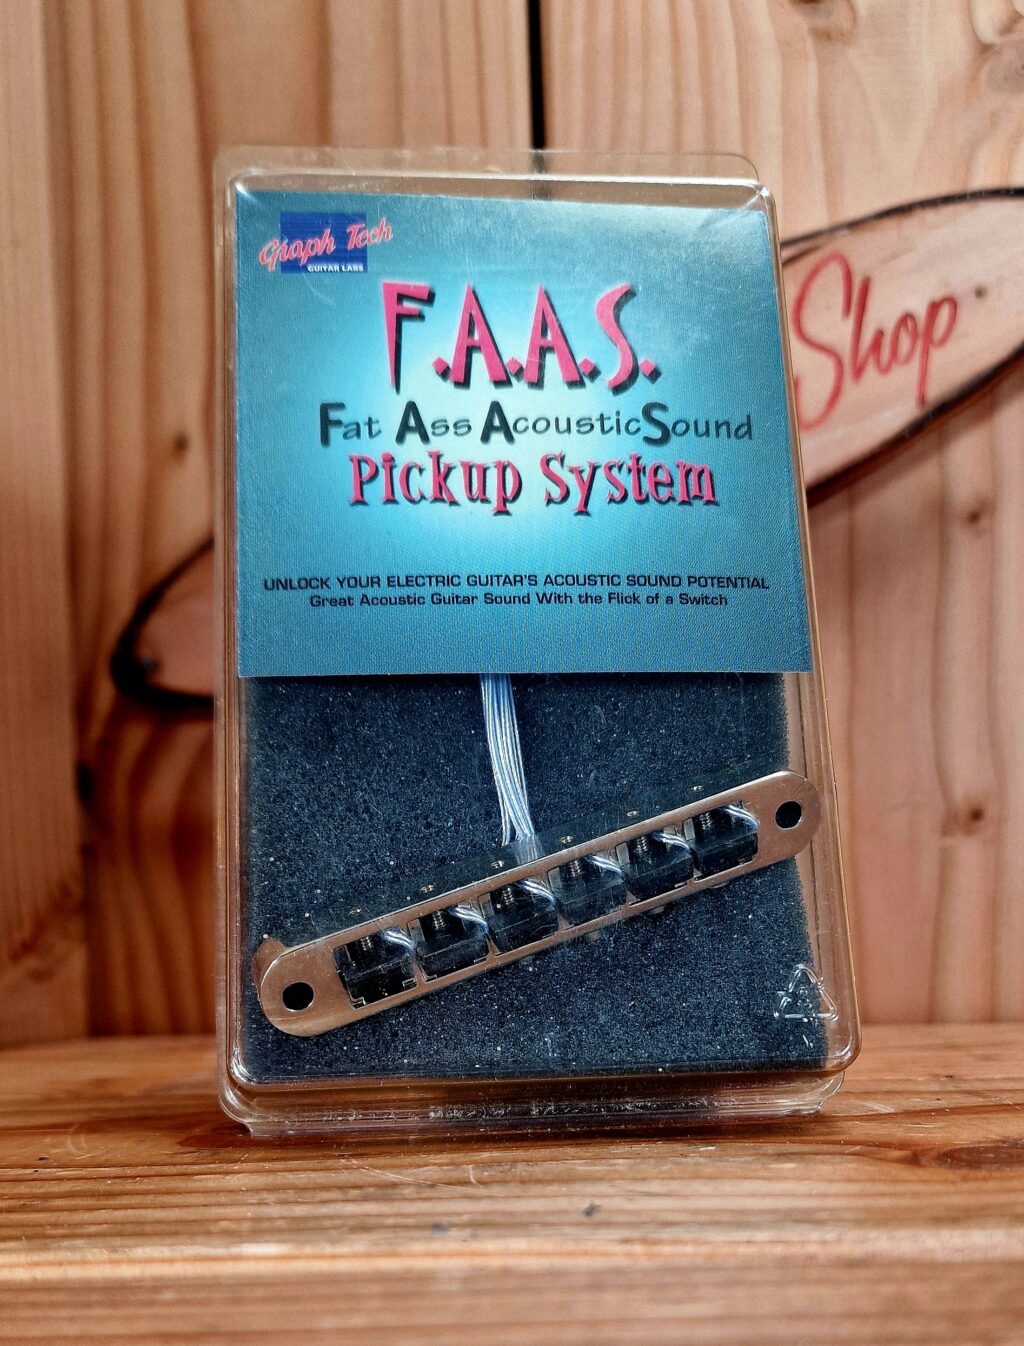 Graph Tech
GUITAR LABS
F.A.A.S.
Fat Ass Acoustic Sound
Pickup System
UNLOCK YOUR ELECTRIC GUITAR'S ACOUSTIC SOUND POTENTIAL
Great Acoustic Guitar Sound With the Flick of a Switch
Shop